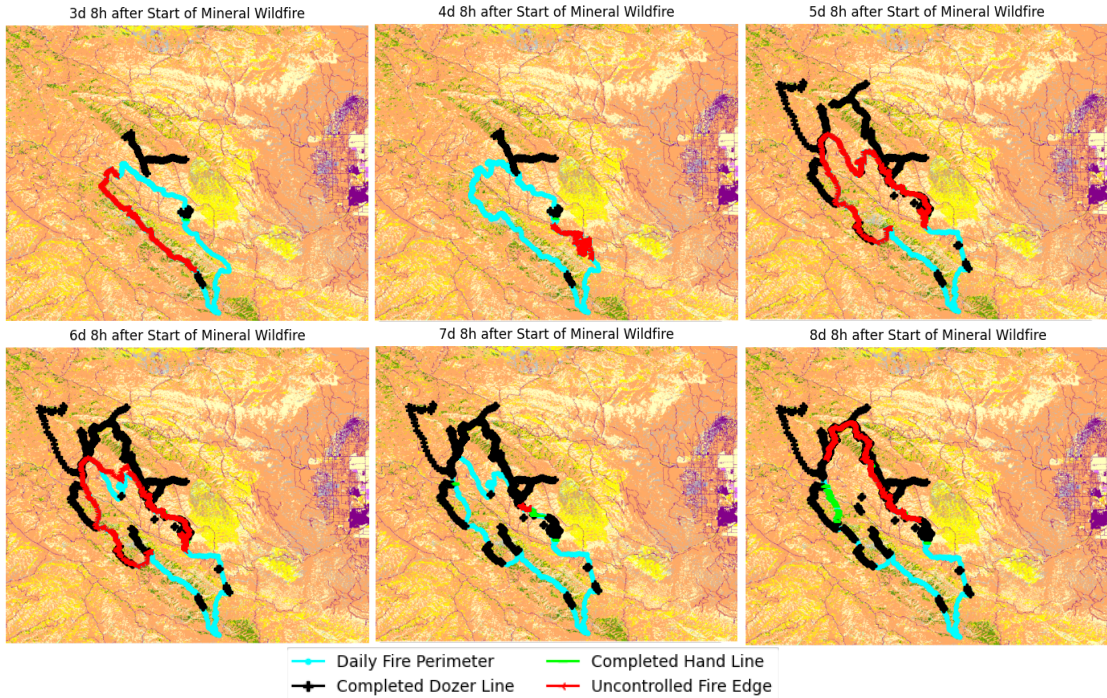 3d 8h after Start of Mineral Wildfire
4d 8h after Start of Mineral Wildfire
5d 8h after Start of Mineral Wildfire
6d 8h after Start of Mineral Wildfire
7d 8h after Start of Mineral Wildfire
8d 8h after Start of Mineral Wildfire
Daily Fire Perimeter
Completed Hand Line
Completed Dozer Line
Uncontrolled Fire Edge